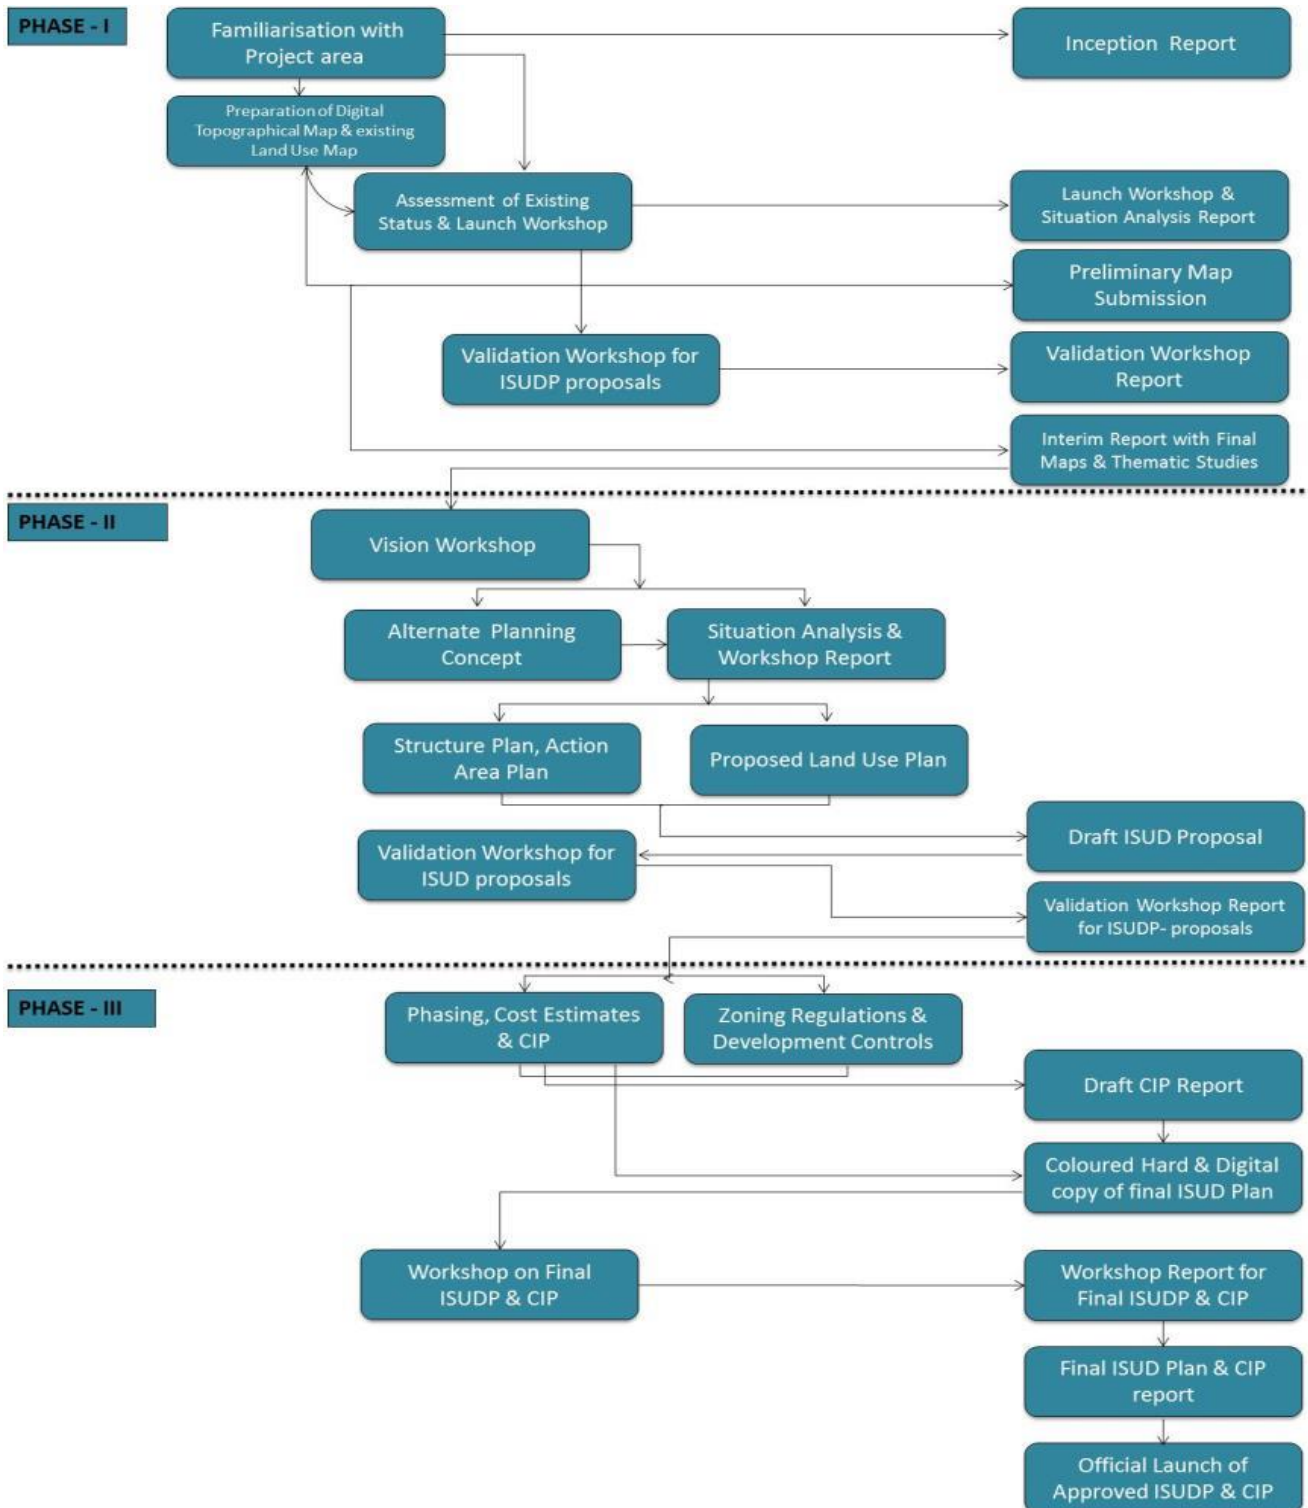 PHASE - I
Familiarisation with
Project area
Inception Report
Preparation of Digital
Topographical Map & existing
Land Use Map
Assessment of Existing
Status & Launch Workshop
Launch Workshop &
Situation Analysis Report
Preliminary Map
Submission
Validation Workshop for
ISUDP proposals
Validation Workshop
Report
Interim Report with Final
Maps & Thematic Studies
PHASE - II
Vision Workshop
Alternate Planning
Concept
Situation Analysis &
Workshop Report
Structure Plan, Action
Area Plan
Proposed Land Use Plan
Draft ISUD Proposal
Validation Workshop for
ISUD proposals
Validation Workshop Report
for ISUDP- proposals
PHASE - III
Phasing, Cost Estimates
& CIP
Zoning Regulations &
Development Controls
Draft CIP Report
Coloured Hard & Digital
copy of final ISUD Plan
Workshop on Final
ISUDP & CIP
Workshop Report for
Final ISUDP & CIP
Final ISUD Plan & CIP
report
Official Launch of
Approved ISUDP & CIP